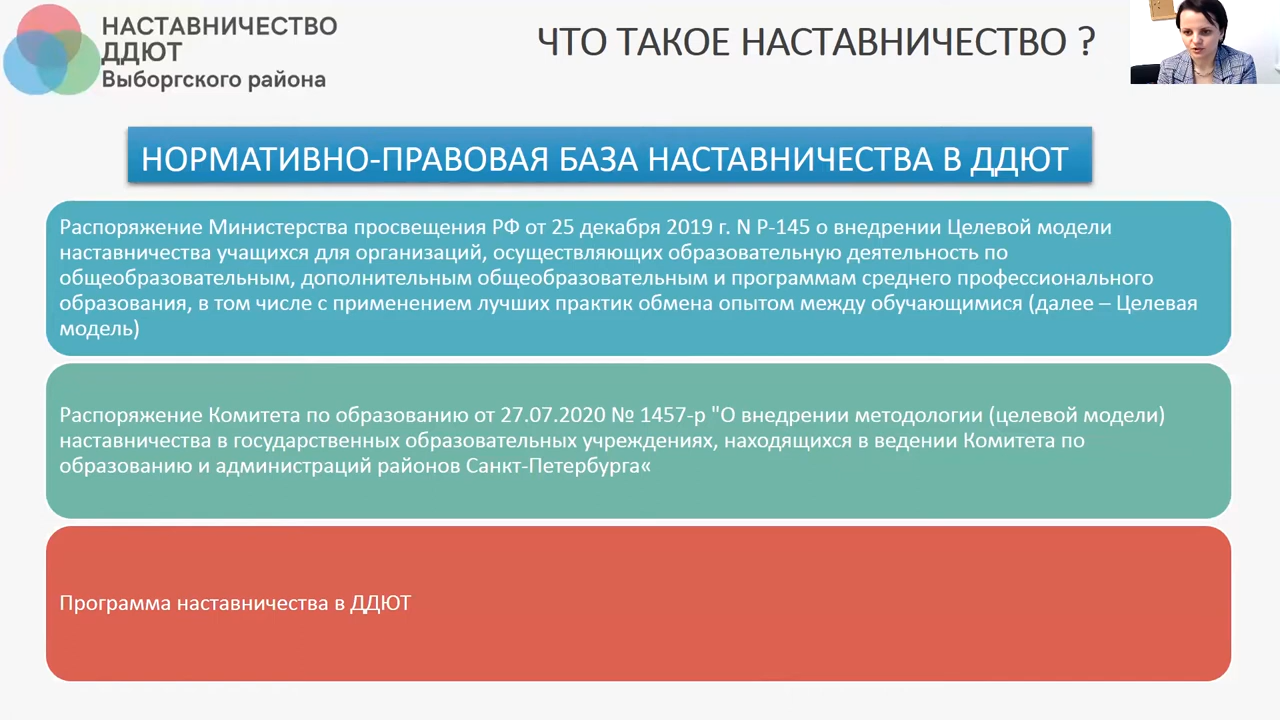 НАСТАВНИЧЕСТВО
ДДЮТ
Выборгского района
ЧТО ТАКОЕ НАСТАВНИЧЕСТВО ?
НОРМАТИВНО-ПРАВОВАЯ БАЗА НАСТАВНИЧЕСТВА В ДДЮТ
Распоряжение Министерства просвещения РФ от 25 декабря 2019 г. N Р-145 о внедрении Целевой модели
наставничества учащихся для организаций, осуществляющих образовательную деятельность по
общеобразовательным, дополнительным общеобразовательным и программам среднего профессионального
образования, в том числе с применением лучших практик обмена опытом между обучающимися (далее – Целевая
модель)
Распоряжение Комитета по образованию от 27.07.2020 № 1457-р "О внедрении методологии (целевой модели)
наставничества в государственных образовательных учреждениях, находящихся в ведении Комитета по
образованию и администраций районов Санкт-Петербурга«
Программа наставничества в ДДЮТ